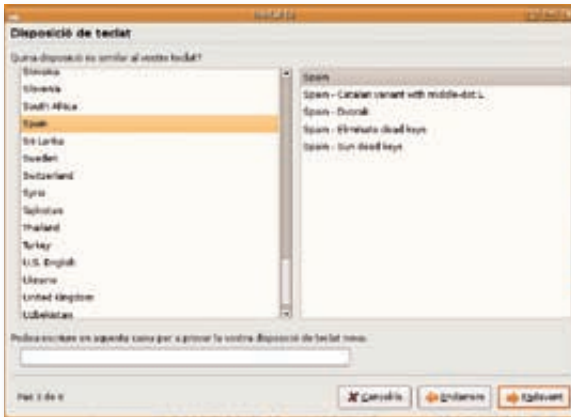 Disposició de teclat
Quina disposició és similar al vostre teclat?
Slovakia
Slovenia
South Africa
Spain
Sri Lanka
Sweden
Switzerland
Syria
Tajikistan
Thailand
Turkey
U.S. English
Ukraine
United Kingdom
Uzbekistan
Spain
Spain - Catalan variant with middle-dot L
Spain - Dvorak
Spain - Eliminate dead keys
Spain - Sun dead keys
Podeu escriure en aquesta caixa per a provar la vostra disposició de teclat nova.
Pas 3 de 6
Cancel·la
Endarrere
Endavant